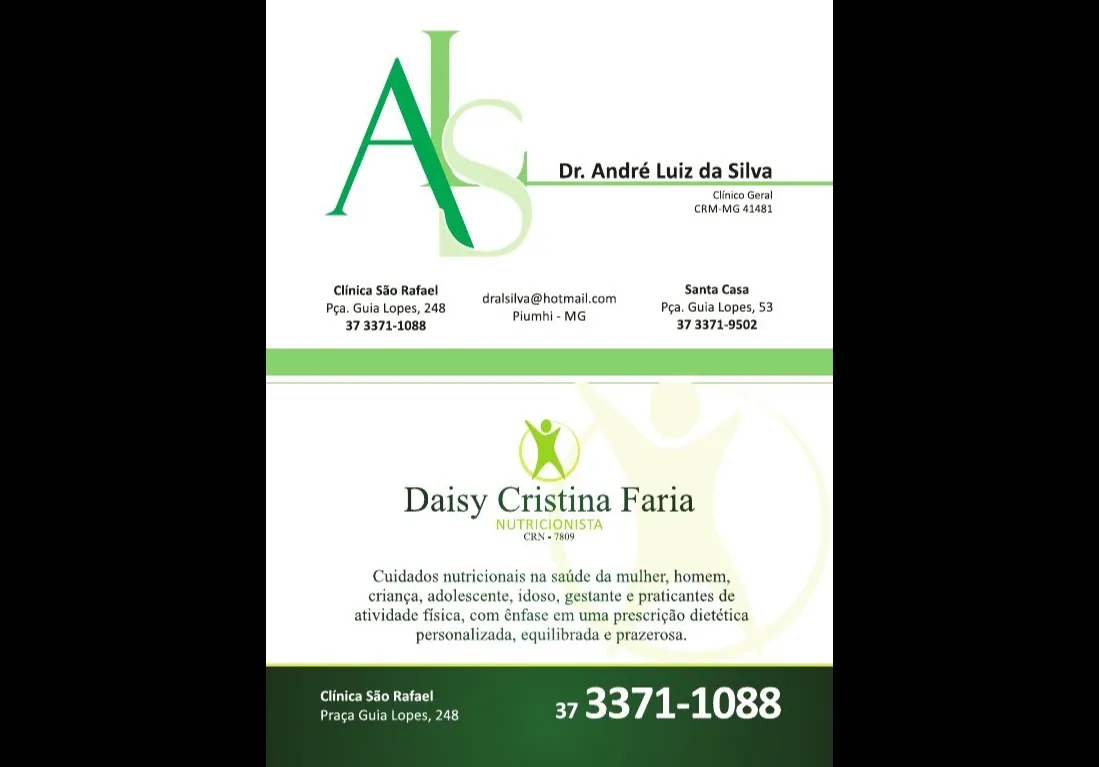 ALS
Dr. André Luiz da Silva
Clínico Geral
CRM-MG 41481
Clínica São Rafael
Pça. Guia Lopes, 248
37 3371-1088
dralsilva@hotmail.com
Piumhi - MG
Santa Casa
Pça. Guia Lopes, 53
37 3371-9502
Daisy Cristina Faria
NUTRICIONISTA
CRN - 7809
Cuidados nutricionais na saúde da mulher, homem,
criança, adolescente, idoso, gestante e praticantes de
atividade física, com ênfase em uma prescrição dietética
personalizada, equilibrada e prazerosa.
Clínica São Rafael
Praça Guia Lopes, 248
37 3371-1088